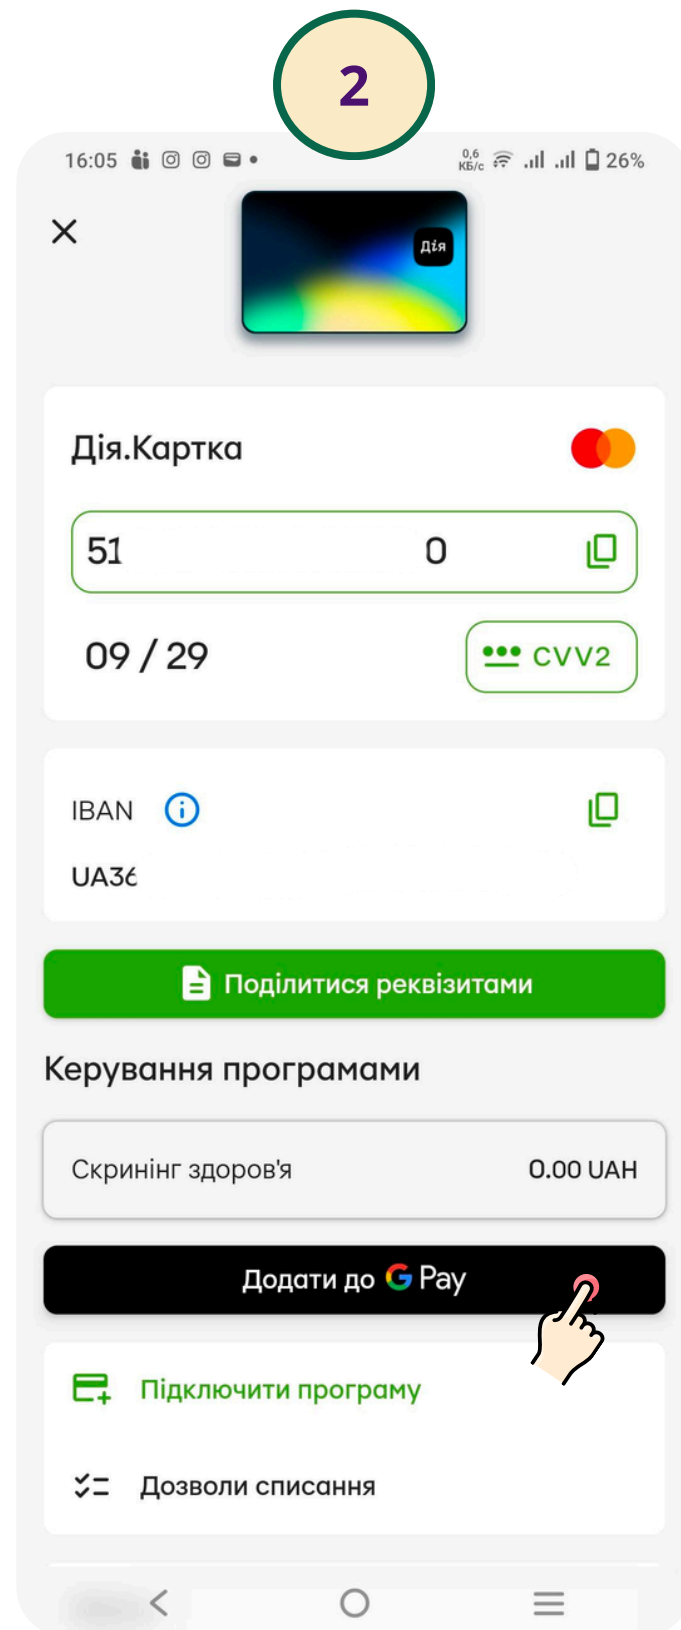 2
16:05
0,6
КБ/с
26%
Дія
Дія.Картка
51 0
09 / 29
CVV2
IBAN
UA36
Поділитися реквізитами
Керування програмами
Скринінг здоров'я 0.00 UAH
Додати до G Pay
Підключити програму
Дозволи списання